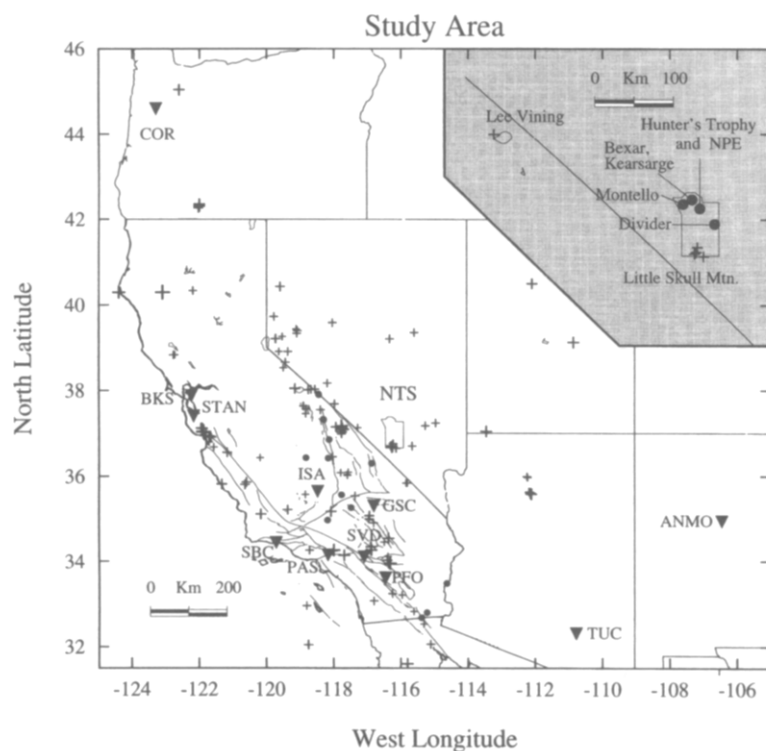 Study Area
46
44
42
40
38
36
34
32
North Latitude
-124
-122
-120
-118
-116
-114
-112
-110
-108
-106
West Longitude
0 Km 100
Lee Vining
Hunter's Trophy
and NPE
Bexar,
Kearsarge
Montello
Divider
Little Skull Mtn.
COR
BKS
STAN
NTS
ISA
GSC
SVD
SBC
PAS
PFO
ANMO
TUC
0 Km 200